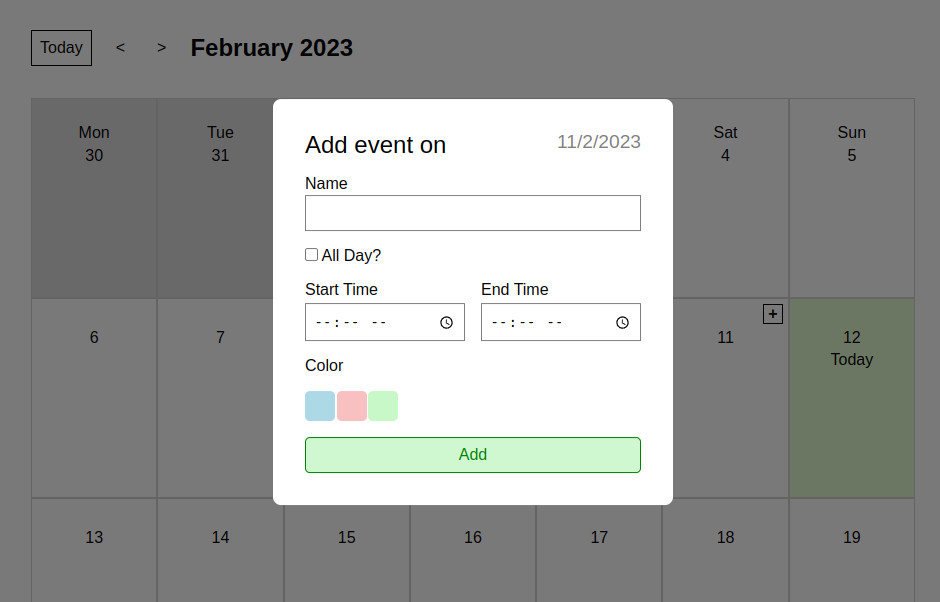 Today < > February 2023
Mon Tue Sat Sun
30 31 4 5
Add event on 11/2/2023
Name
All Day?
Start Time End Time
--:-- -- --:-- --
Color
Add
6 7 11 + 12
Today
13 14 15 16 17 18 19